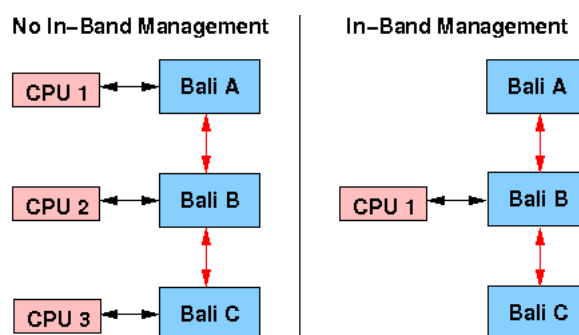 No In-Band Management
CPU 1
Bali A
CPU 2
Bali B
CPU 3
Bali C
In-Band Management
Bali A
CPU 1
Bali B
Bali C